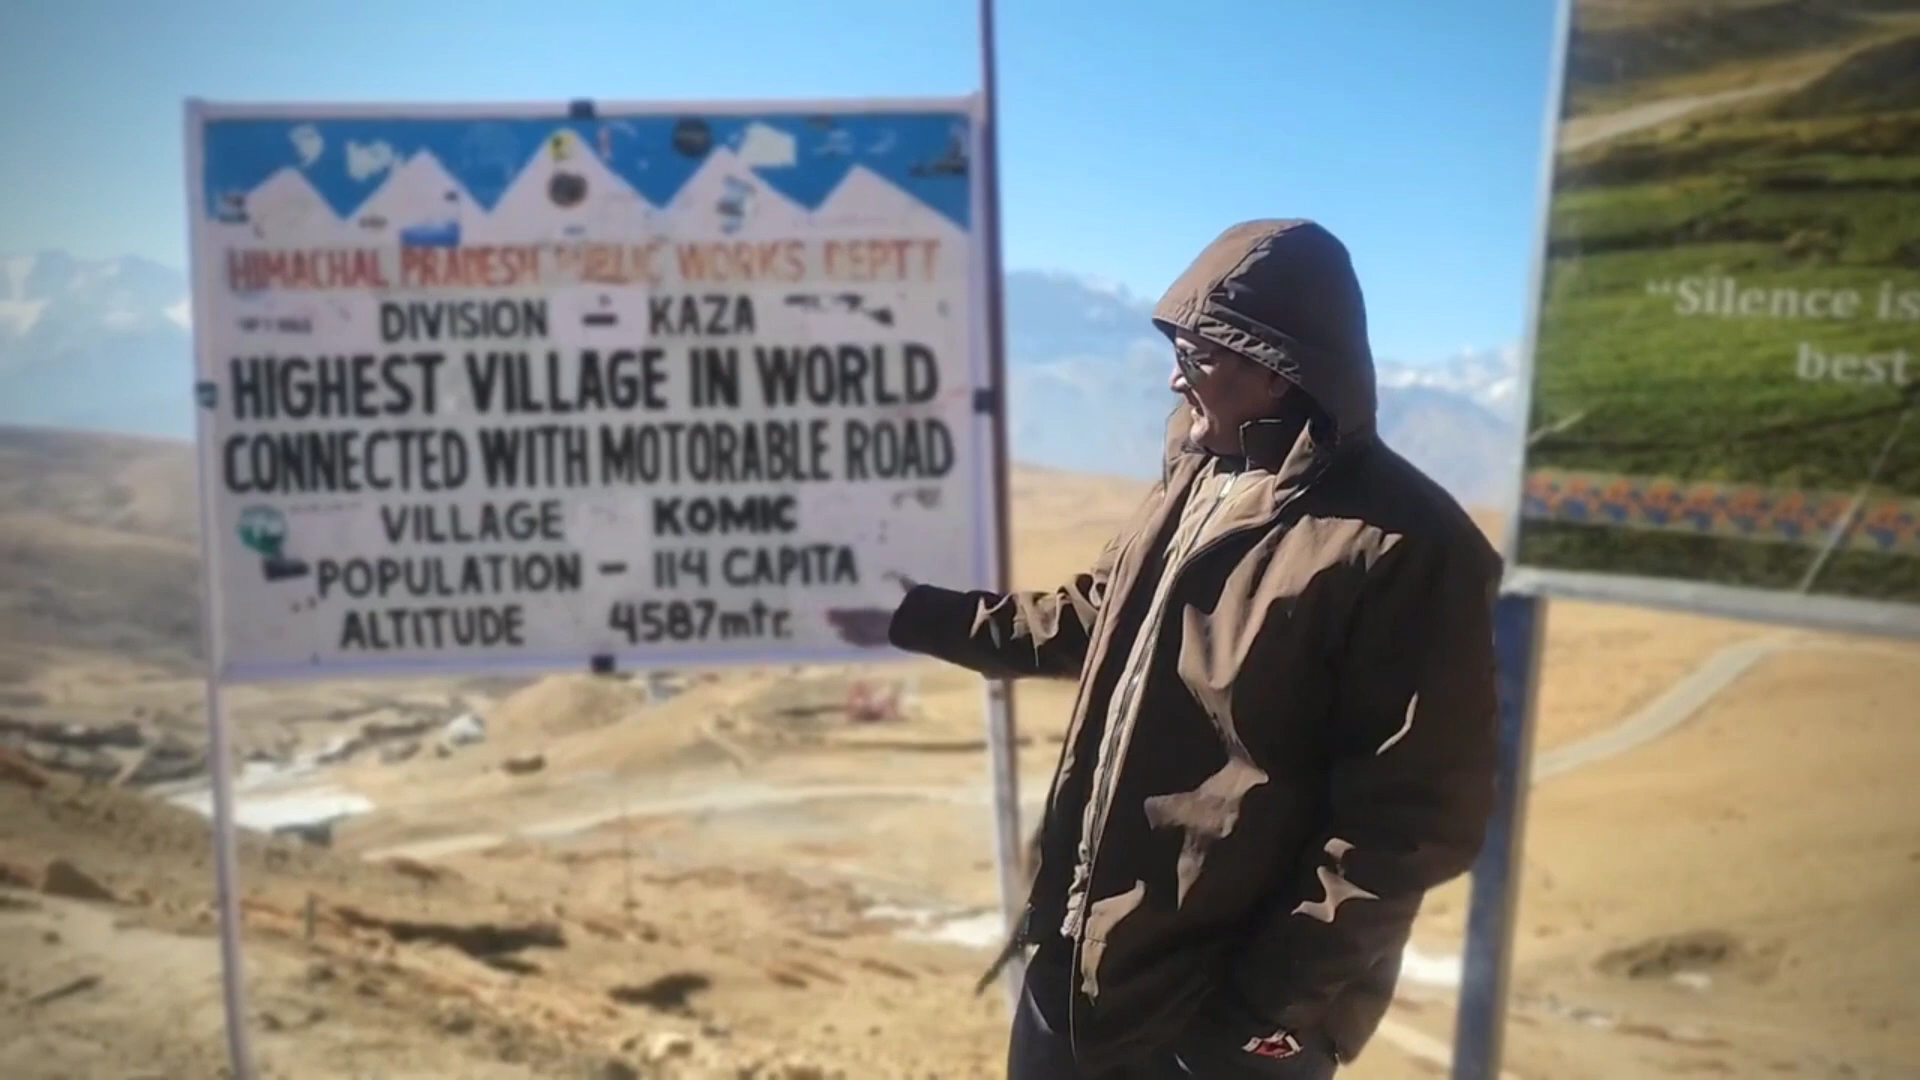 HIMACHAL PRADESH PUBLIC WORKS DEPTT
DIVISION - KAZA
HIGHEST VILLAGE IN WORLD
CONNECTED WITH MOTORABLE ROAD
VILLAGE KOMIC
POPULATION - 114 CAPITA
ALTITUDE 4587mtr.
“Silence is
best